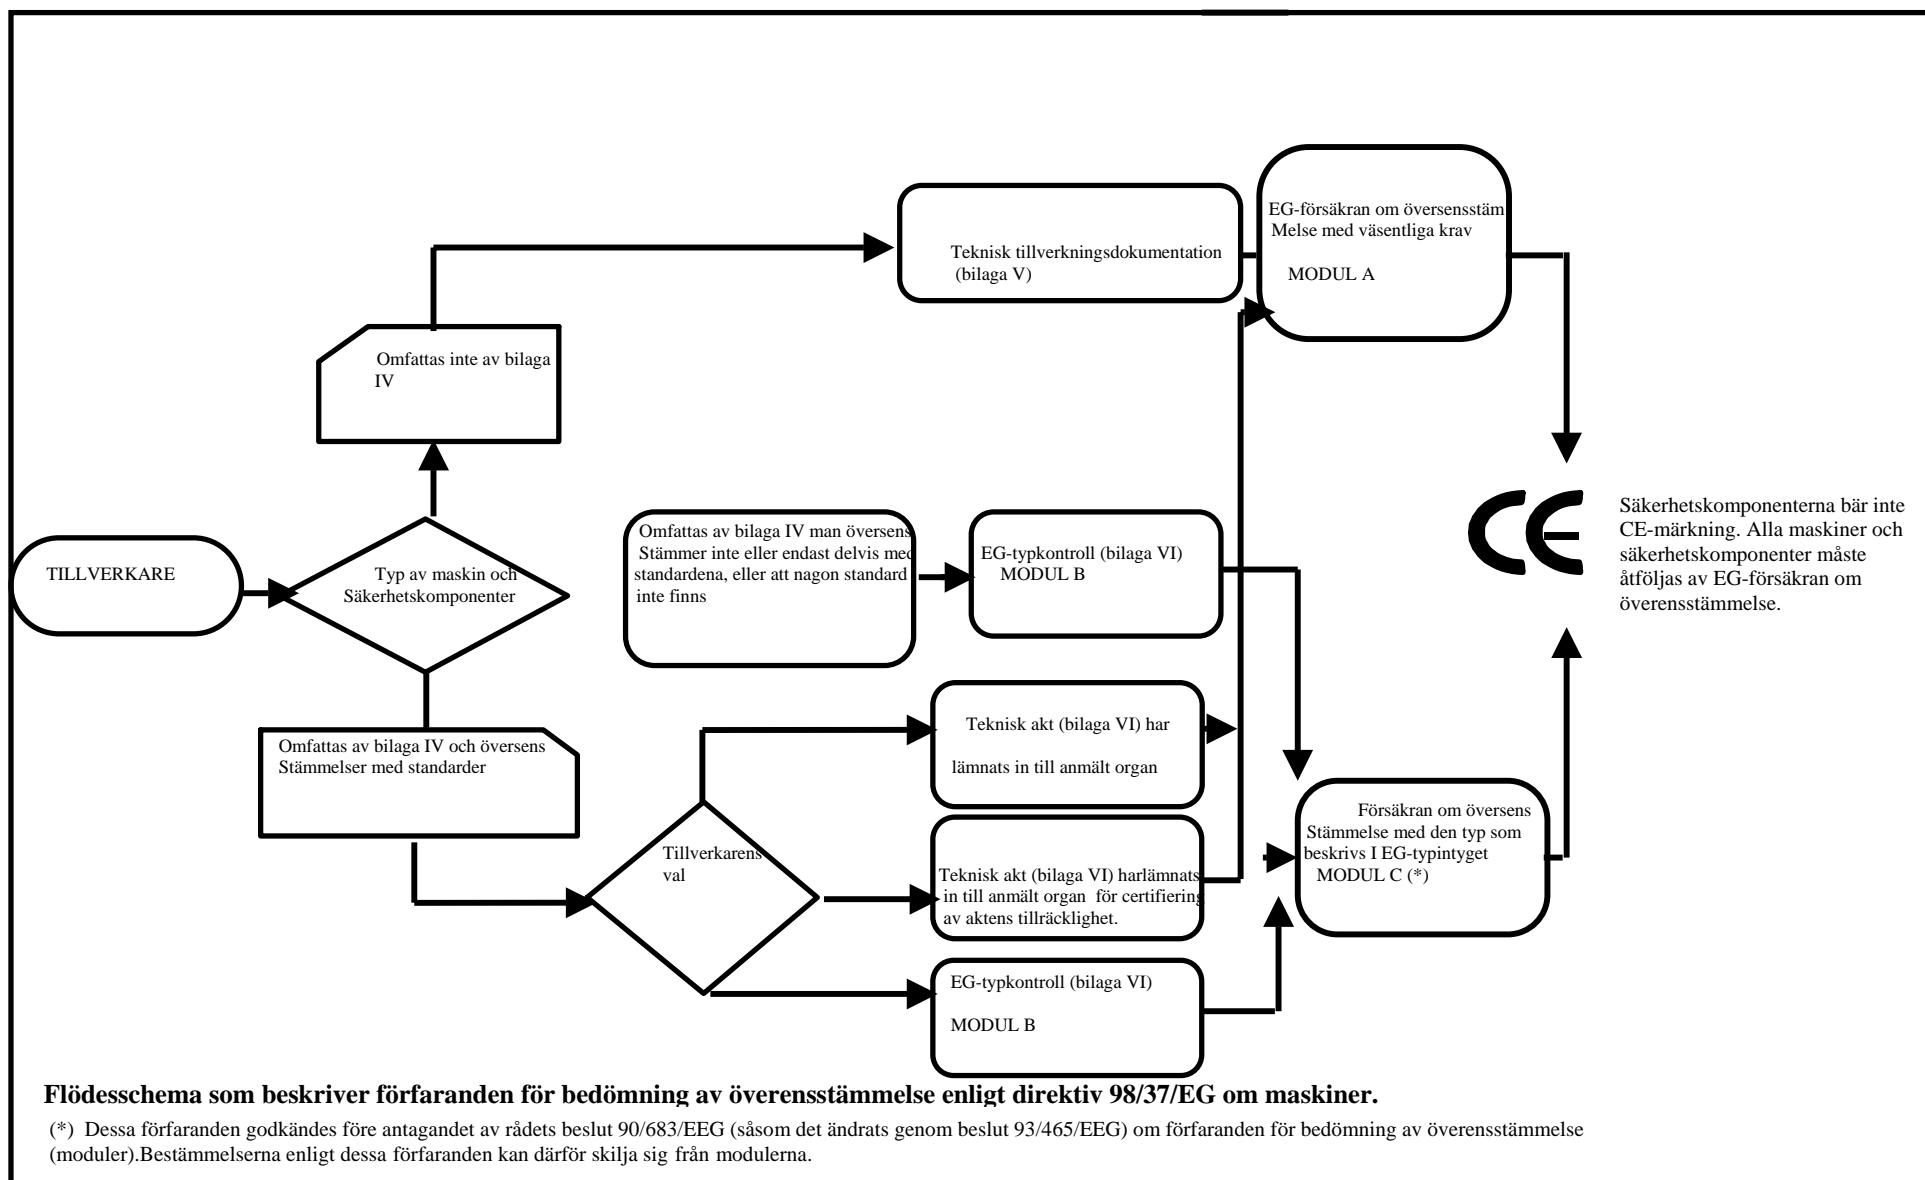 EG-försäkran om översensstäm
Melse med väsentliga krav
MODUL A
Teknisk tillverkningsdokumentation
(bilaga V)
Omfattas inte av bilaga
IV
TILLVERKARE
Typ av maskin och
Säkerhetskomponenter
Omfattas av bilaga IV man översens
Stämmer inte eller endast delvis med
standardena, eller att nagon standard
inte finns
EG-typkontroll (bilaga VI)
MODUL B
CE
Säkerhetskomponenterna bär inte
CE-märkning. Alla maskiner och
säkerhetskomponenter måste
åtföljas av EG-försäkran om
överensstämmelse.
Omfattas av bilaga IV och översens
Stämmelser med standarder
Teknisk akt (bilaga VI) har
lämnats in till anmält organ
Tillverkarens
val
Teknisk akt (bilaga VI) harlämnats
in till anmält organ för certifiering
av aktens tillräcklighet.
Försäkran om översens
Stämmelse med den typ som
beskrivs I EG-typintyget
MODUL C (*)
EG-typkontroll (bilaga VI)
MODUL B
Flödesschema som beskriver förfaranden för bedömning av överensstämmelse enligt direktiv 98/37/EG om maskiner.
(*) Dessa förfaranden godkändes före antagandet av rådets beslut 90/683/EEG (såsom det ändrats genom beslut 93/465/EEG) om förfaranden för bedömning av överensstämmelse
(moduler).Bestämmelserna enligt dessa förfaranden kan därför skilja sig från modulerna.